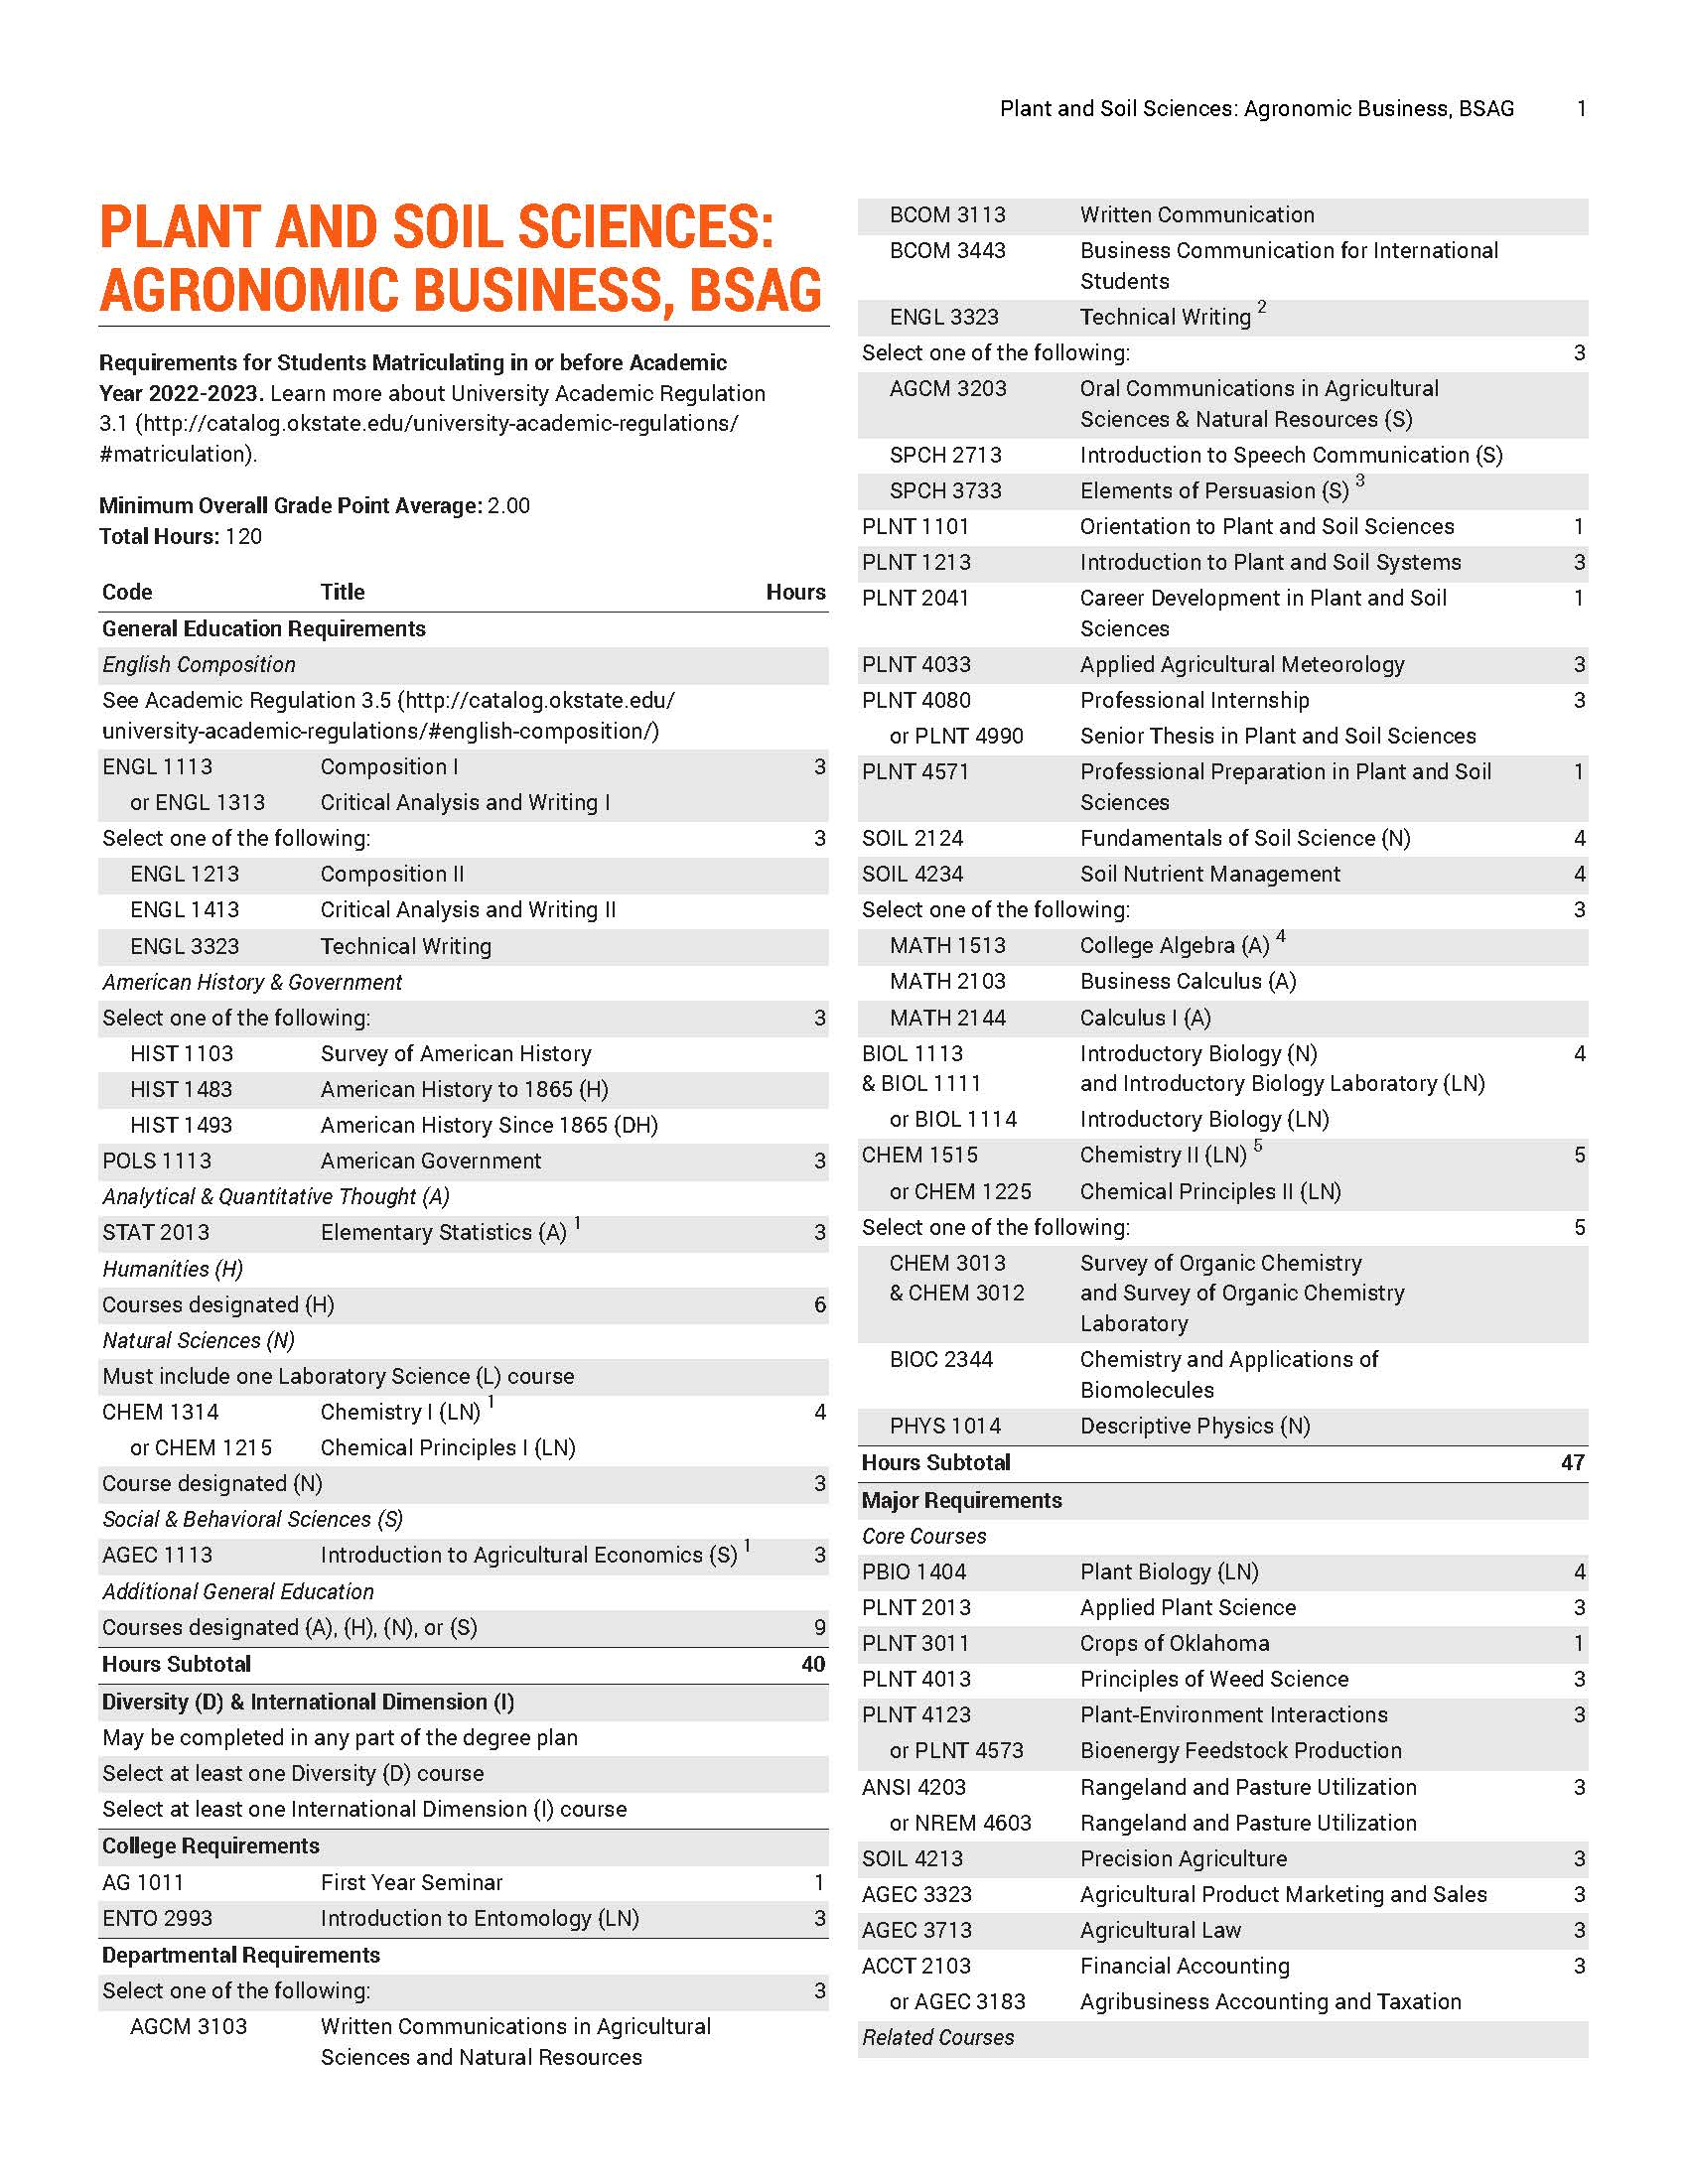 Plant and Soil Sciences: Agronomic Business, BSAG 1
PLANT AND SOIL SCIENCES:
AGRONOMIC BUSINESS, BSAG
Requirements for Students Matriculating in or before Academic
Year 2022-2023. Learn more about University Academic Regulation
3.1 (http://catalog.okstate.edu/university-academic-regulations/
#matriculation).
Minimum Overall Grade Point Average: 2.00
Total Hours: 120
Code Title Hours
General Education Requirements
English Composition
See Academic Regulation 3.5 (http://catalog.okstate.edu/
university-academic-regulations/#english-composition/)
ENGL 1113 Composition I 3
or ENGL 1313 Critical Analysis and Writing I
Select one of the following: 3
ENGL 1213 Composition II
ENGL 1413 Critical Analysis and Writing II
ENGL 3323 Technical Writing
American History & Government
Select one of the following: 3
HIST 1103 Survey of American History
HIST 1483 American History to 1865 (H)
HIST 1493 American History Since 1865 (DH)
POLS 1113 American Government 3
Analytical & Quantitative Thought (A)
STAT 2013 Elementary Statistics (A) 1 3
Humanities (H)
Courses designated (H) 6
Natural Sciences (N)
Must include one Laboratory Science (L) course
CHEM 1314 Chemistry I (LN) 1 4
or CHEM 1215 Chemical Principles I (LN)
Course designated (N) 3
Social & Behavioral Sciences (S)
AGEC 1113 Introduction to Agricultural Economics (S) 1 3
Additional General Education
Courses designated (A), (H), (N), or (S) 9
Hours Subtotal 40
Diversity (D) & International Dimension (I)
May be completed in any part of the degree plan
Select at least one Diversity (D) course
Select at least one International Dimension (I) course
College Requirements
AG 1011 First Year Seminar 1
ENTO 2993 Introduction to Entomology (LN) 3
Departmental Requirements
Select one of the following: 3
AGCM 3103 Written Communications in Agricultural
Sciences and Natural Resources
BCOM 3113 Written Communication
BCOM 3443 Business Communication for International
Students
ENGL 3323 Technical Writing 2
Select one of the following: 3
AGCM 3203 Oral Communications in Agricultural
Sciences & Natural Resources (S)
SPCH 2713 Introduction to Speech Communication (S)
SPCH 3733 Elements of Persuasion (S) 3
PLNT 1101 Orientation to Plant and Soil Sciences 1
PLNT 1213 Introduction to Plant and Soil Systems 3
PLNT 2041 Career Development in Plant and Soil 1
Sciences
PLNT 4033 Applied Agricultural Meteorology 3
PLNT 4080 Professional Internship 3
or PLNT 4990 Senior Thesis in Plant and Soil Sciences
PLNT 4571 Professional Preparation in Plant and Soil 1
Sciences
SOIL 2124 Fundamentals of Soil Science (N) 4
SOIL 4234 Soil Nutrient Management 4
Select one of the following: 3
MATH 1513 College Algebra (A) 4
MATH 2103 Business Calculus (A)
MATH 2144 Calculus I (A)
BIOL 1113 Introductory Biology (N) 4
& BIOL 1111 and Introductory Biology Laboratory (LN)
or BIOL 1114 Introductory Biology (LN)
CHEM 1515 Chemistry II (LN) 5 5
or CHEM 1225 Chemical Principles II (LN)
Select one of the following: 5
CHEM 3013 Survey of Organic Chemistry
& CHEM 3012 and Survey of Organic Chemistry
Laboratory
BIOC 2344 Chemistry and Applications of
Biomolecules
PHYS 1014 Descriptive Physics (N)
Hours Subtotal 47
Major Requirements
Core Courses
PBIO 1404 Plant Biology (LN) 4
PLNT 2013 Applied Plant Science 3
PLNT 3011 Crops of Oklahoma 1
PLNT 4013 Principles of Weed Science 3
PLNT 4123 Plant-Environment Interactions 3
or PLNT 4573 Bioenergy Feedstock Production
ANSI 4203 Rangeland and Pasture Utilization 3
or NREM 4603 Rangeland and Pasture Utilization
SOIL 4213 Precision Agriculture 3
AGEC 3323 Agricultural Product Marketing and Sales 3
AGEC 3713 Agricultural Law 3
ACCT 2103 Financial Accounting 3
or AGEC 3183 Agribusiness Accounting and Taxation
Related Courses